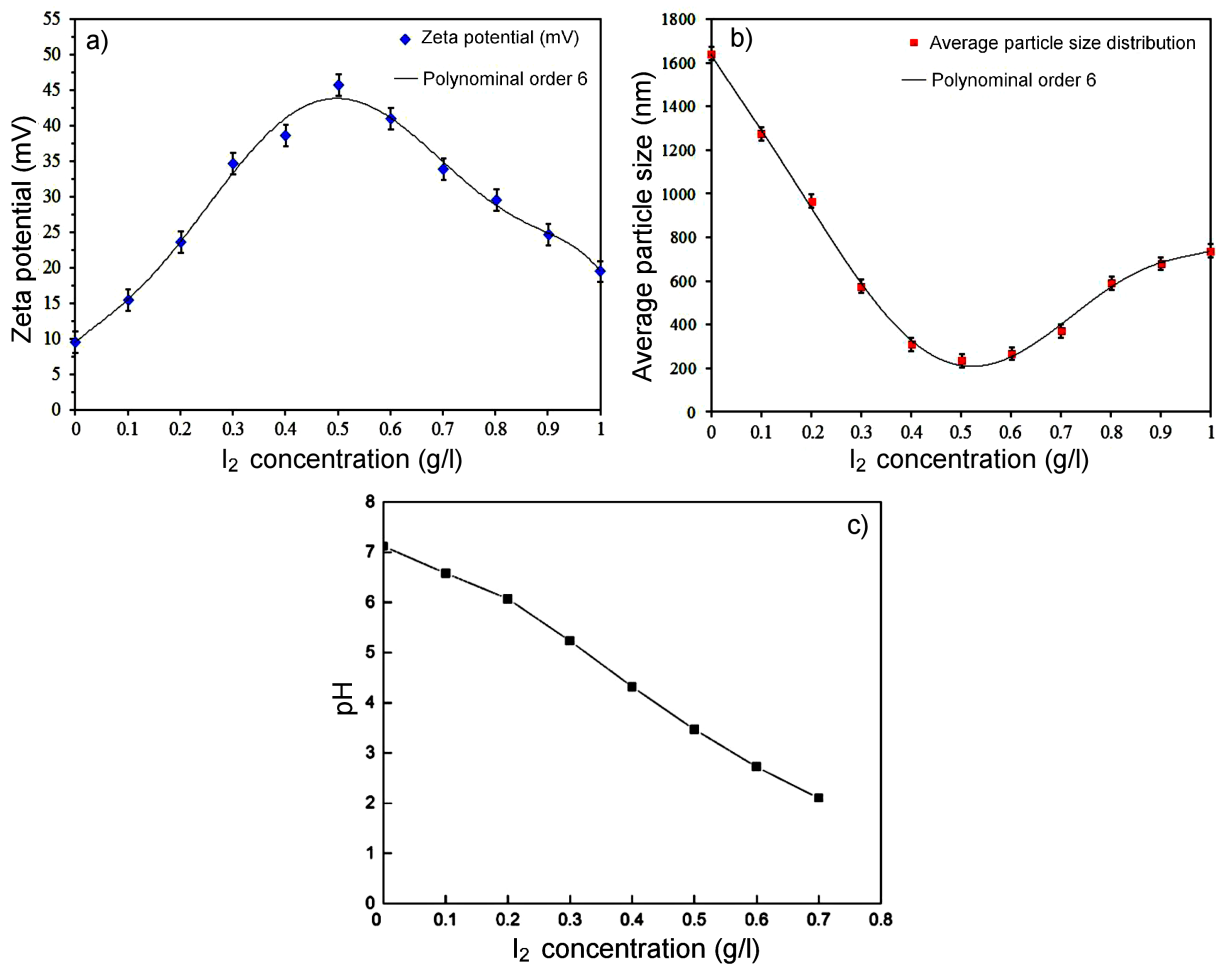 a)
Zeta potential (mV)
Polynominal order 6
55
50
45
40
35
30
25
20
15
10
5
0
Zeta potential (mV)
0 0.1 0.2 0.3 0.4 0.5 0.6 0.7 0.8 0.9 1
I2 concentration (g/l)
b)
Average particle size distribution
Polynominal order 6
1800
1600
1400
1200
1000
800
600
400
200
0
Average particle size (nm)
0 0.1 0.2 0.3 0.4 0.5 0.6 0.7 0.8 0.9 1
I2 concentration (g/l)
c)
8
7
6
5
4
3
2
1
0
pH
0 0.1 0.2 0.3 0.4 0.5 0.6 0.7 0.8
I2 concentration (g/l)